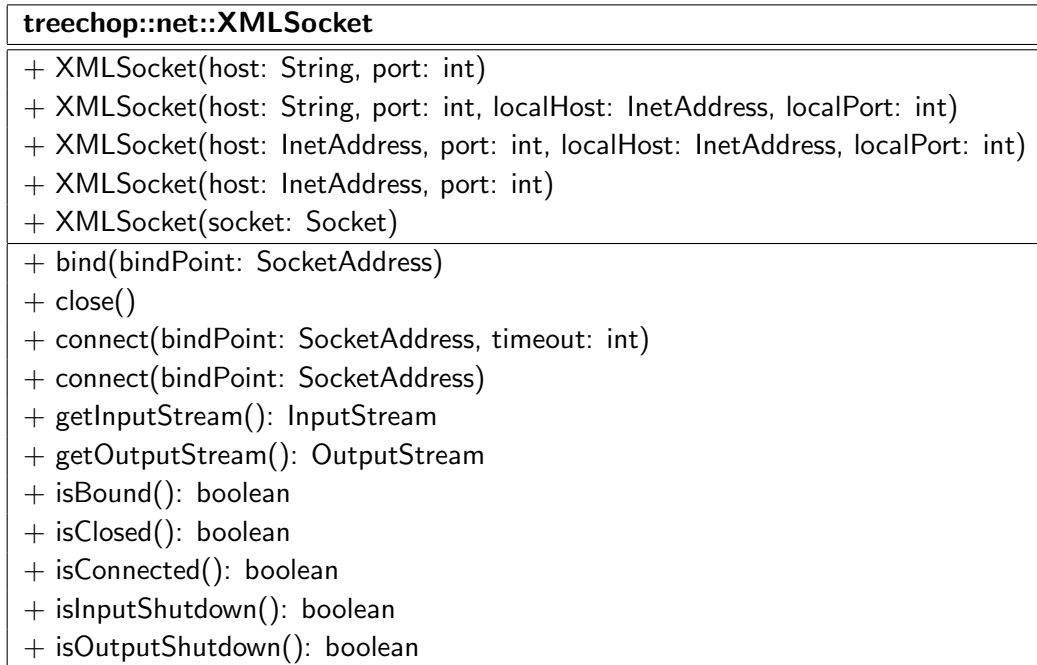 treechop::net::XMLSocket
+ XMLSocket(host: String, port: int)
+ XMLSocket(host: String, port: int, localHost: InetAddress, localPort: int)
+ XMLSocket(host: InetAddress, port: int, localHost: InetAddress, localPort: int)
+ XMLSocket(host: InetAddress, port: int)
+ XMLSocket(socket: Socket)
+ bind(bindPoint: SocketAddress)
+ close()
+ connect(bindPoint: SocketAddress, timeout: int)
+ connect(bindPoint: SocketAddress)
+ getInputStream(): InputStream
+ getOutputStream(): OutputStream
+ isBound(): boolean
+ isClosed(): boolean
+ isConnected(): boolean
+ isInputShutdown(): boolean
+ isOutputShutdown(): boolean